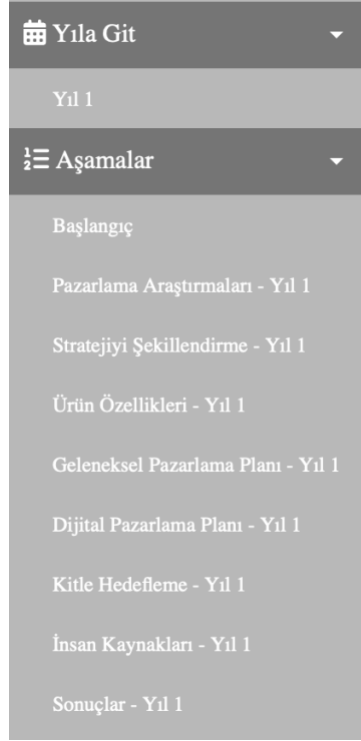 Yıla Git
Yıl 1
Aşamalar
Başlangıç
Pazarlama Araştırmaları - Yıl 1
Stratejiyi Şekillendirme - Yıl 1
Ürün Özellikleri - Yıl 1
Geleneksel Pazarlama Planı - Yıl 1
Dijital Pazarlama Planı - Yıl 1
Kitle Hedefleme - Yıl 1
İnsan Kaynakları - Yıl 1
Sonuçlar - Yıl 1